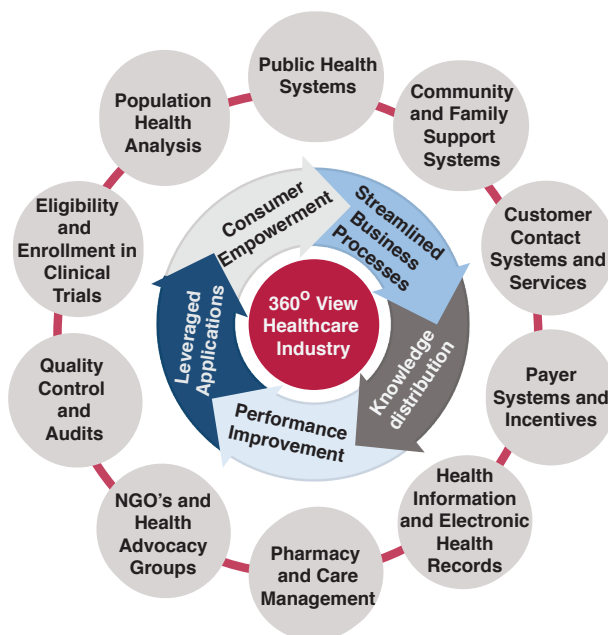 Public Health
Systems
Community
and Family
Support
Systems
Customer
Contact
Systems and
Services
Payer
Systems and
Incentives
Health
Information
and Electronic
Health
Records
Pharmacy
and Care
Management
NGO's and
Health
Advocacy
Groups
Quality
Control
and
Audits
Eligibility
and
Enrollment in
Clinical
Trials
Population
Health
Analysis
Consumer
Empowerment
Streamlined
Business
Processes
Knowledge
distribution
Performance
Improvement
Leveraged
Applications
360⁰ View
Healthcare
Industry